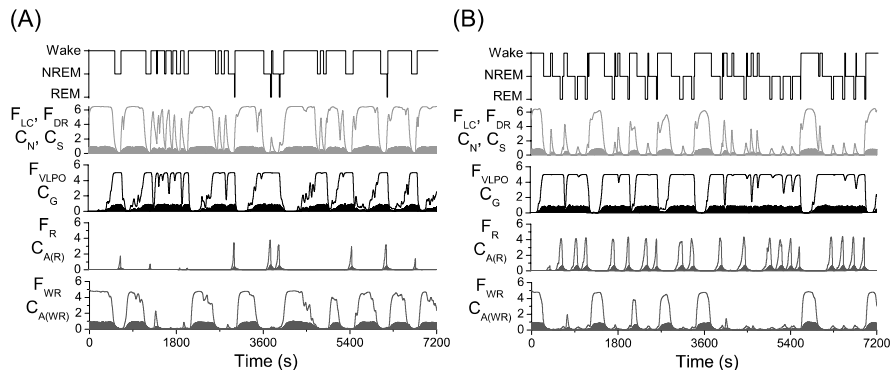 (A)
Wake
NREM
REM
F_LC, F_DR
C_N, C_S
6
4
2
0
F_VLPO
C_G
6
4
2
0
F_R
C_A(R)
6
4
2
0
F_WR
C_A(WR)
6
4
2
0
0 1800 3600 5400 7200
Time (s)
(B)
Wake
NREM
REM
F_LC, F_DR
C_N, C_S
6
4
2
0
F_VLPO
C_G
6
4
2
0
F_R
C_A(R)
6
4
2
0
F_WR
C_A(WR)
6
4
2
0
0 1800 3600 5400 7200
Time (s)